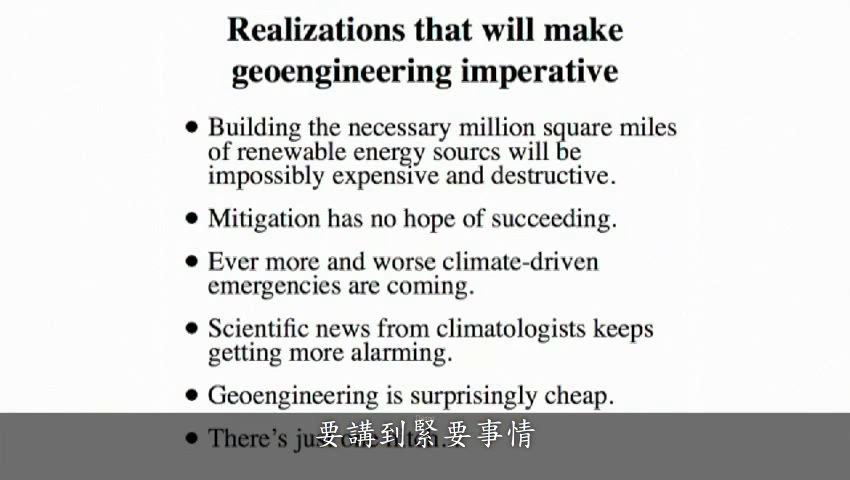 Realizations that will make
geoengineering imperative
● Building the necessary million square miles
of renewable energy sourcs will be
impossibly expensive and destructive.
● Mitigation has no hope of succeeding.
● Ever more and worse climate-driven
emergencies are coming.
● Scientific news from climatologists keeps
getting more alarming.
● Geoengineering is surprisingly cheap.
● There's
要講到緊要事情